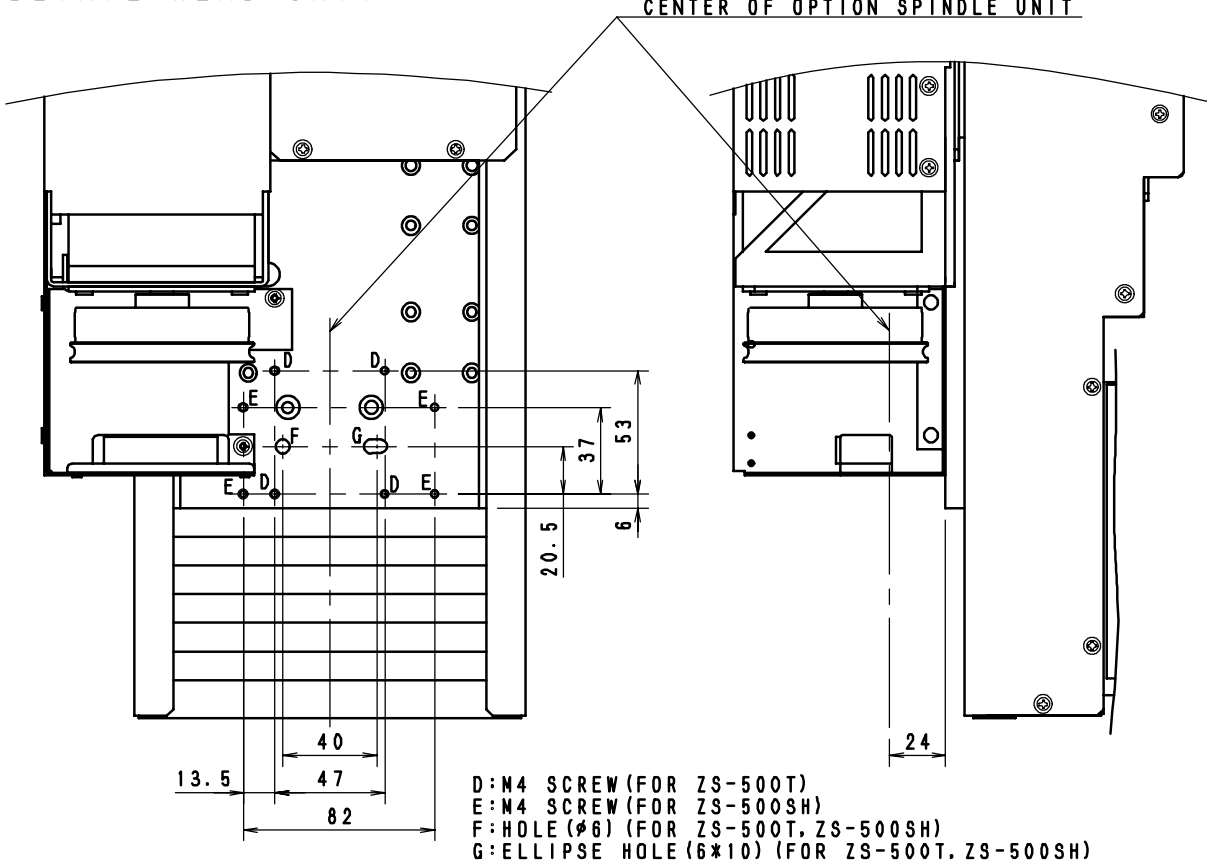 CENTER OF OPTION SPINDLE UNIT
D D
E E
F G
E D D E
53
37
20.5
6
40
13.5 47
82
24
D:M4 SCREW(FOR ZS-500T)
E:M4 SCREW(FOR ZS-500SH)
F:HOLE(φ6)(FOR ZS-500T,ZS-500SH)
G:ELLIPSE HOLE(6*10)(FOR ZS-500T,ZS-500SH)